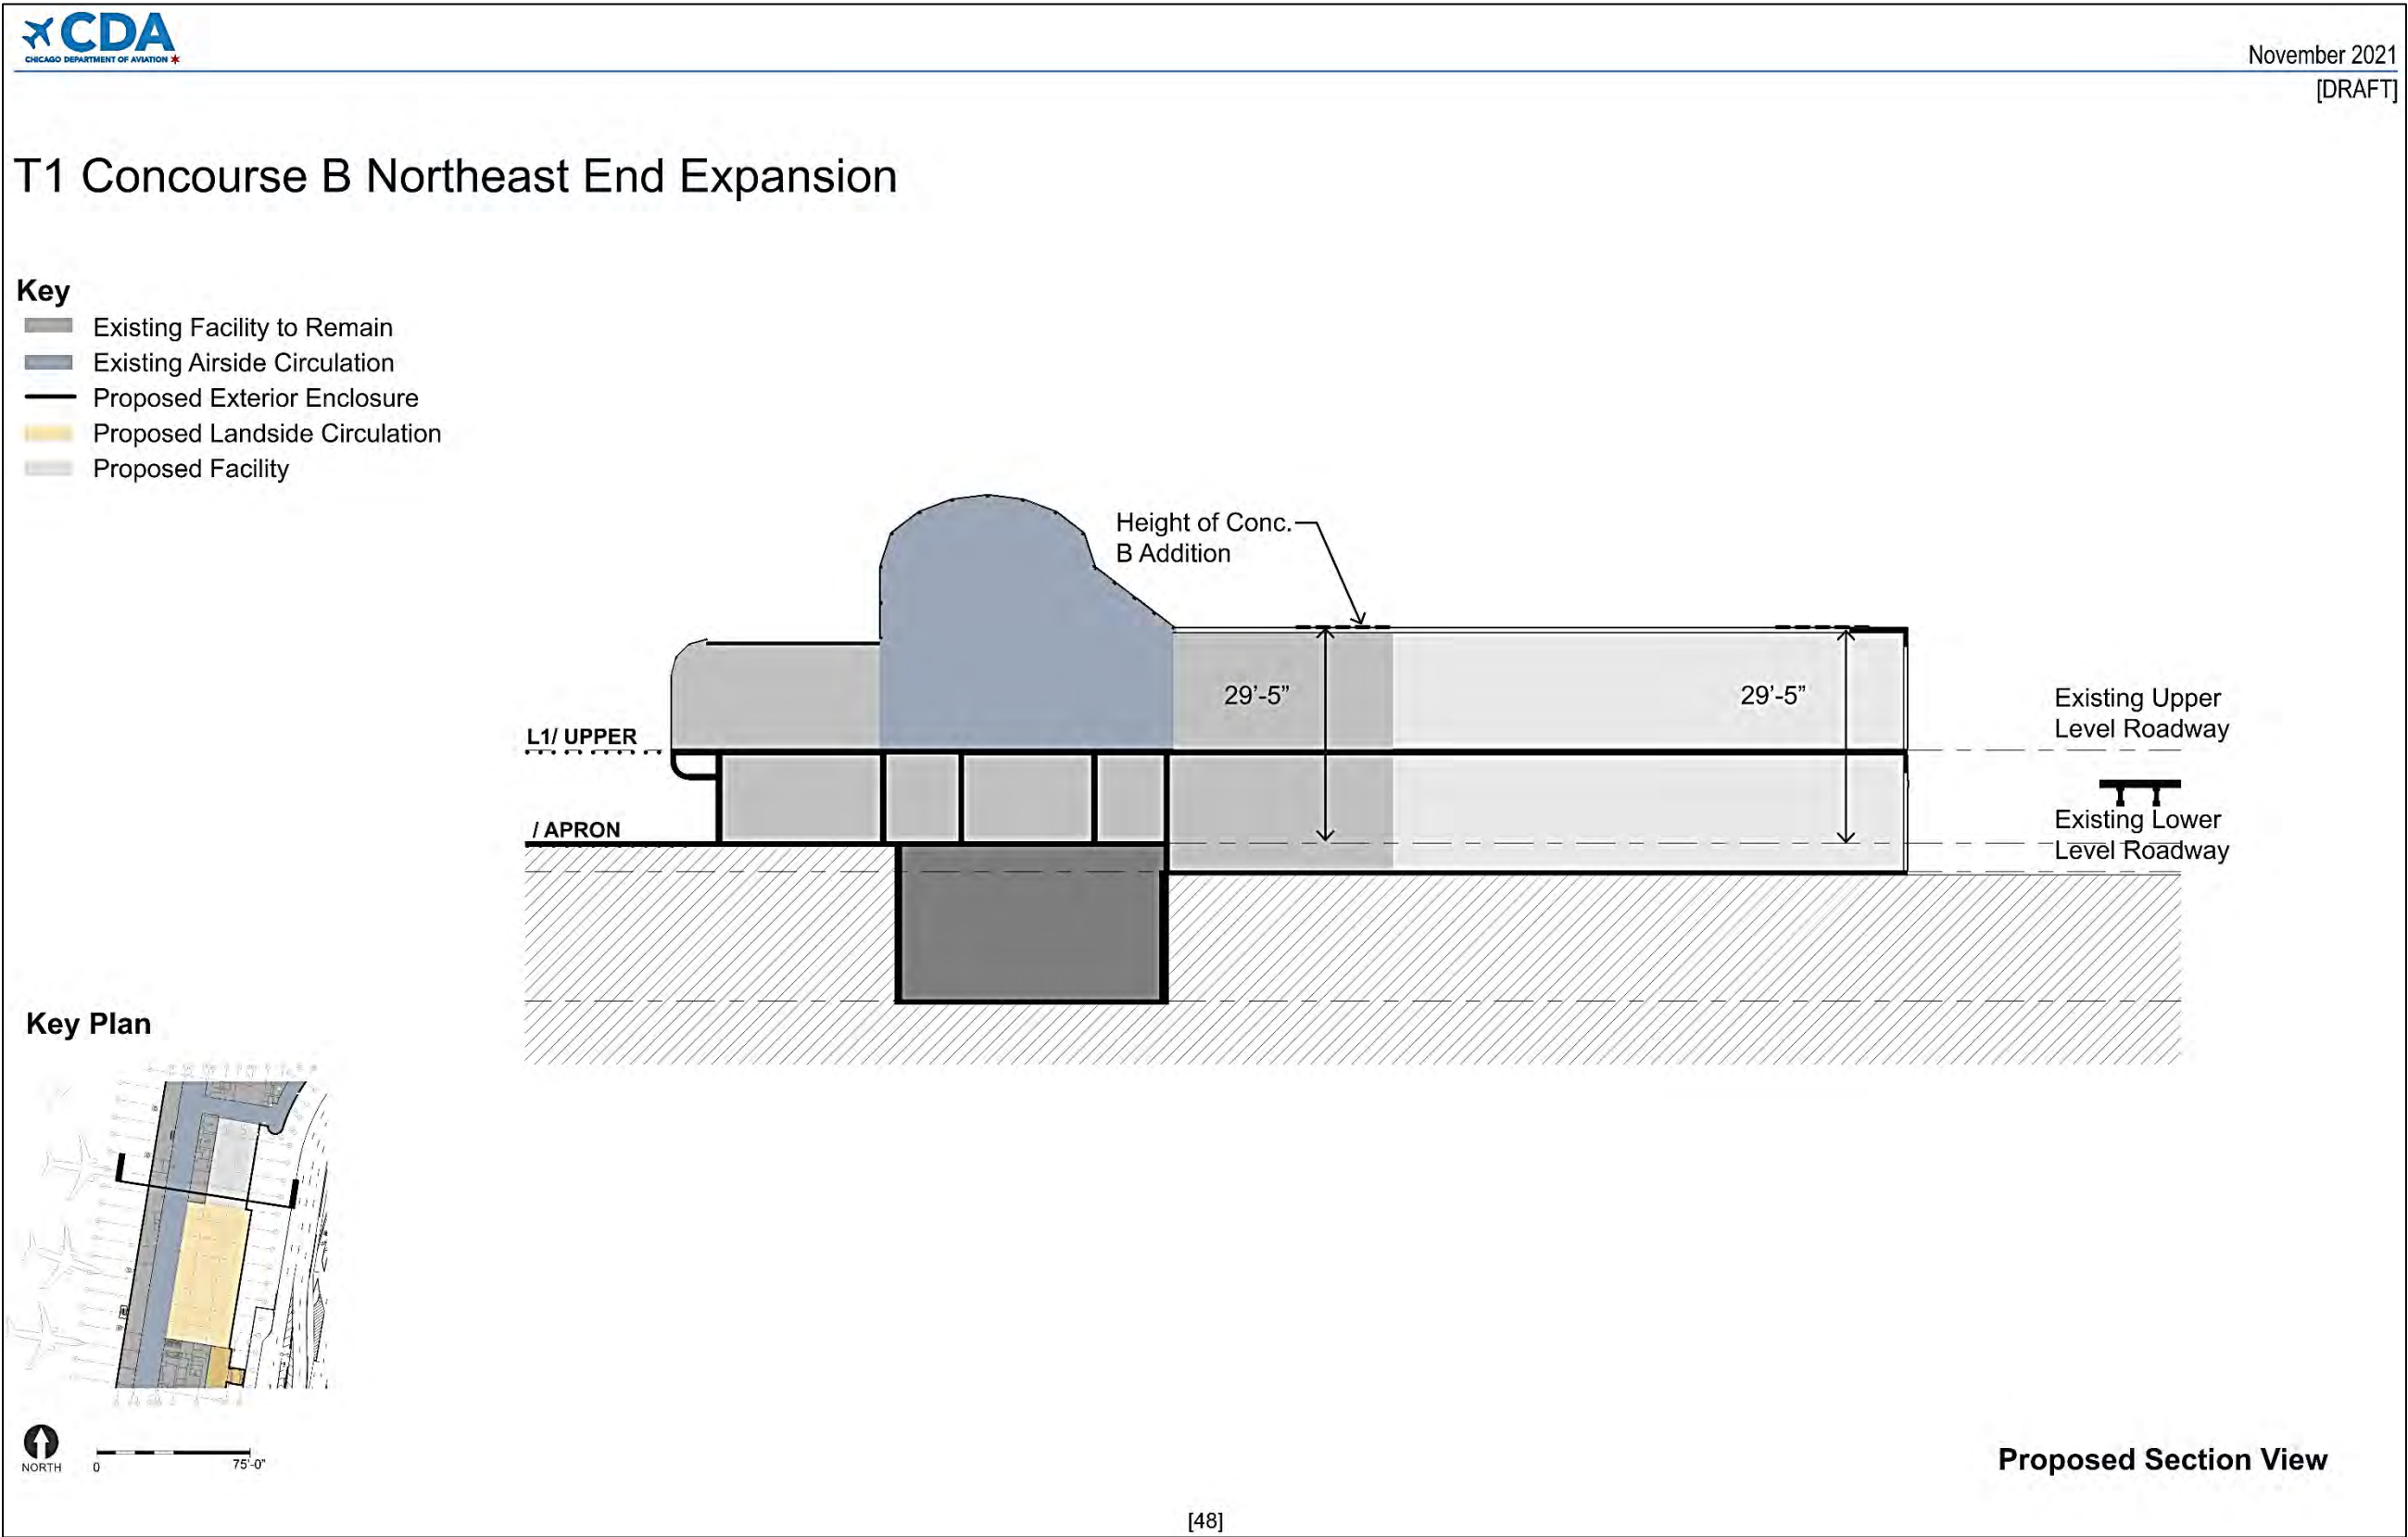 CDA
CHICAGO DEPARTMENT OF AVIATION
November 2021
[DRAFT]
T1 Concourse B Northeast End Expansion
Key
Existing Facility to Remain
Existing Airside Circulation
Proposed Exterior Enclosure
Proposed Landside Circulation
Proposed Facility
Height of Conc.
B Addition
29'-5"
29'-5"
Existing Upper
Level Roadway
L1/ UPPER
/ APRON
Existing Lower
Level Roadway
Key Plan
NORTH
0
75'-0"
Proposed Section View
[48]